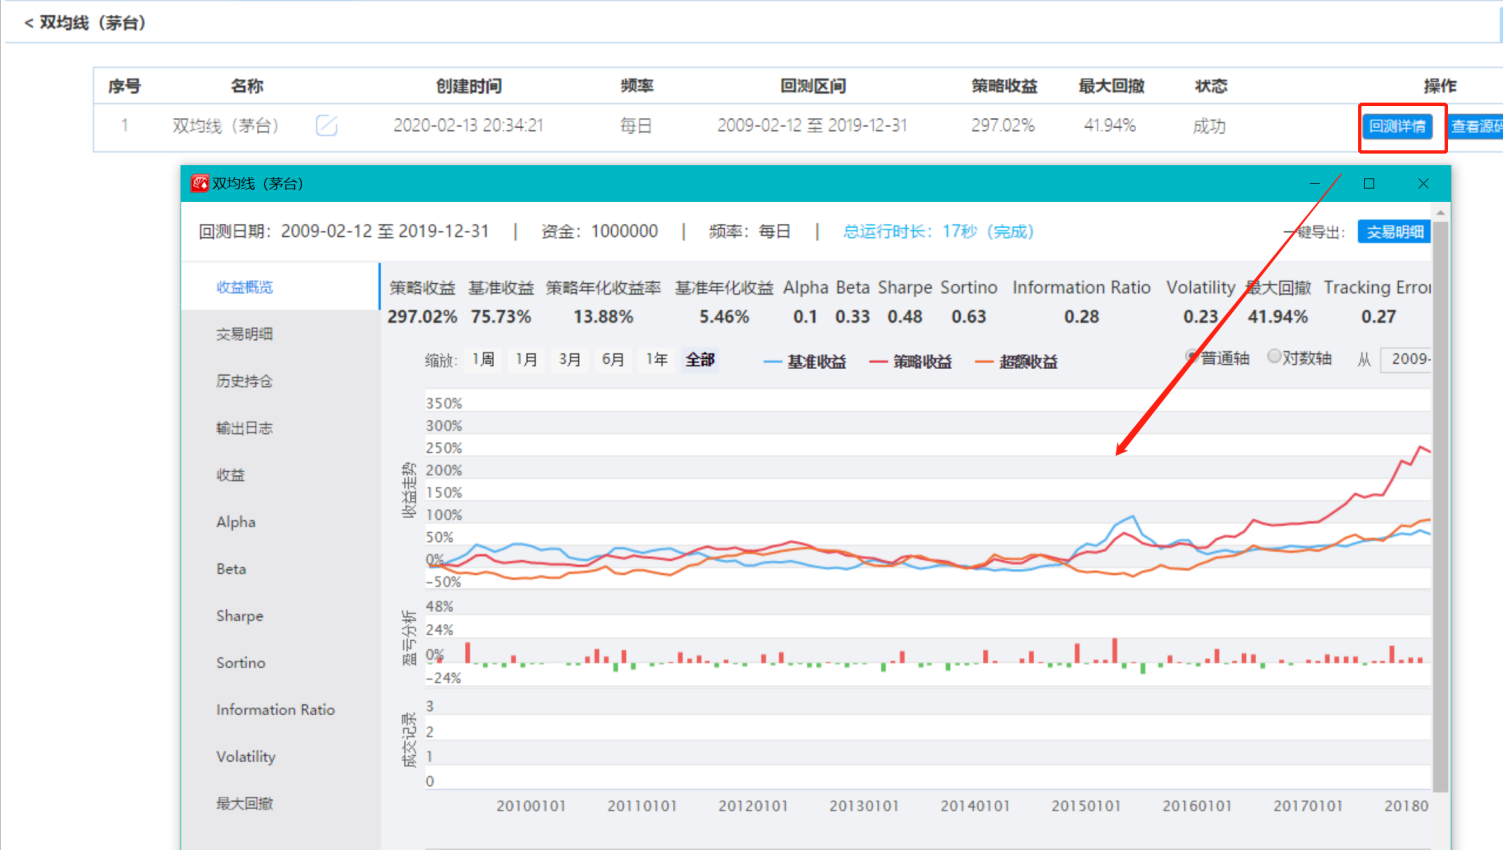 < 双均线（茅台）
序号 名称 创建时间 频率 回测区间 策略收益 最大回撤 状态 操作
1 双均线（茅台） 2020-02-13 20:34:21 每日 2009-02-12 至 2019-12-31 297.02% 41.94% 成功 回测详情 查看源码
双均线（茅台）
回测日期：2009-02-12 至 2019-12-31 | 资金：1000000 | 频率：每日 | 总运行时长：17秒（完成） 一键导出： 交易明细
收益概览
交易明细
历史持仓
输出日志
收益
Alpha
Beta
Sharpe
Sortino
Information Ratio
Volatility
最大回撤
策略收益 基准收益 策略年化收益率 基准年化收益 Alpha Beta Sharpe Sortino Information Ratio Volatility 最大回撤 Tracking Error
297.02% 75.73% 13.88% 5.46% 0.1 0.33 0.48 0.63 0.28 0.23 41.94% 0.27
缩放: 1周 1月 3月 6月 1年 全部 基准收益 策略收益 超额收益 普通轴 对数轴 从 2009-
收益走势
350%
300%
250%
200%
150%
100%
50%
0%
-50%
盈亏分析
48%
24%
0%
-24%
成交记录
3
2
1
0
20100101 20110101 20120101 20130101 20140101 20150101 20160101 20170101 20180